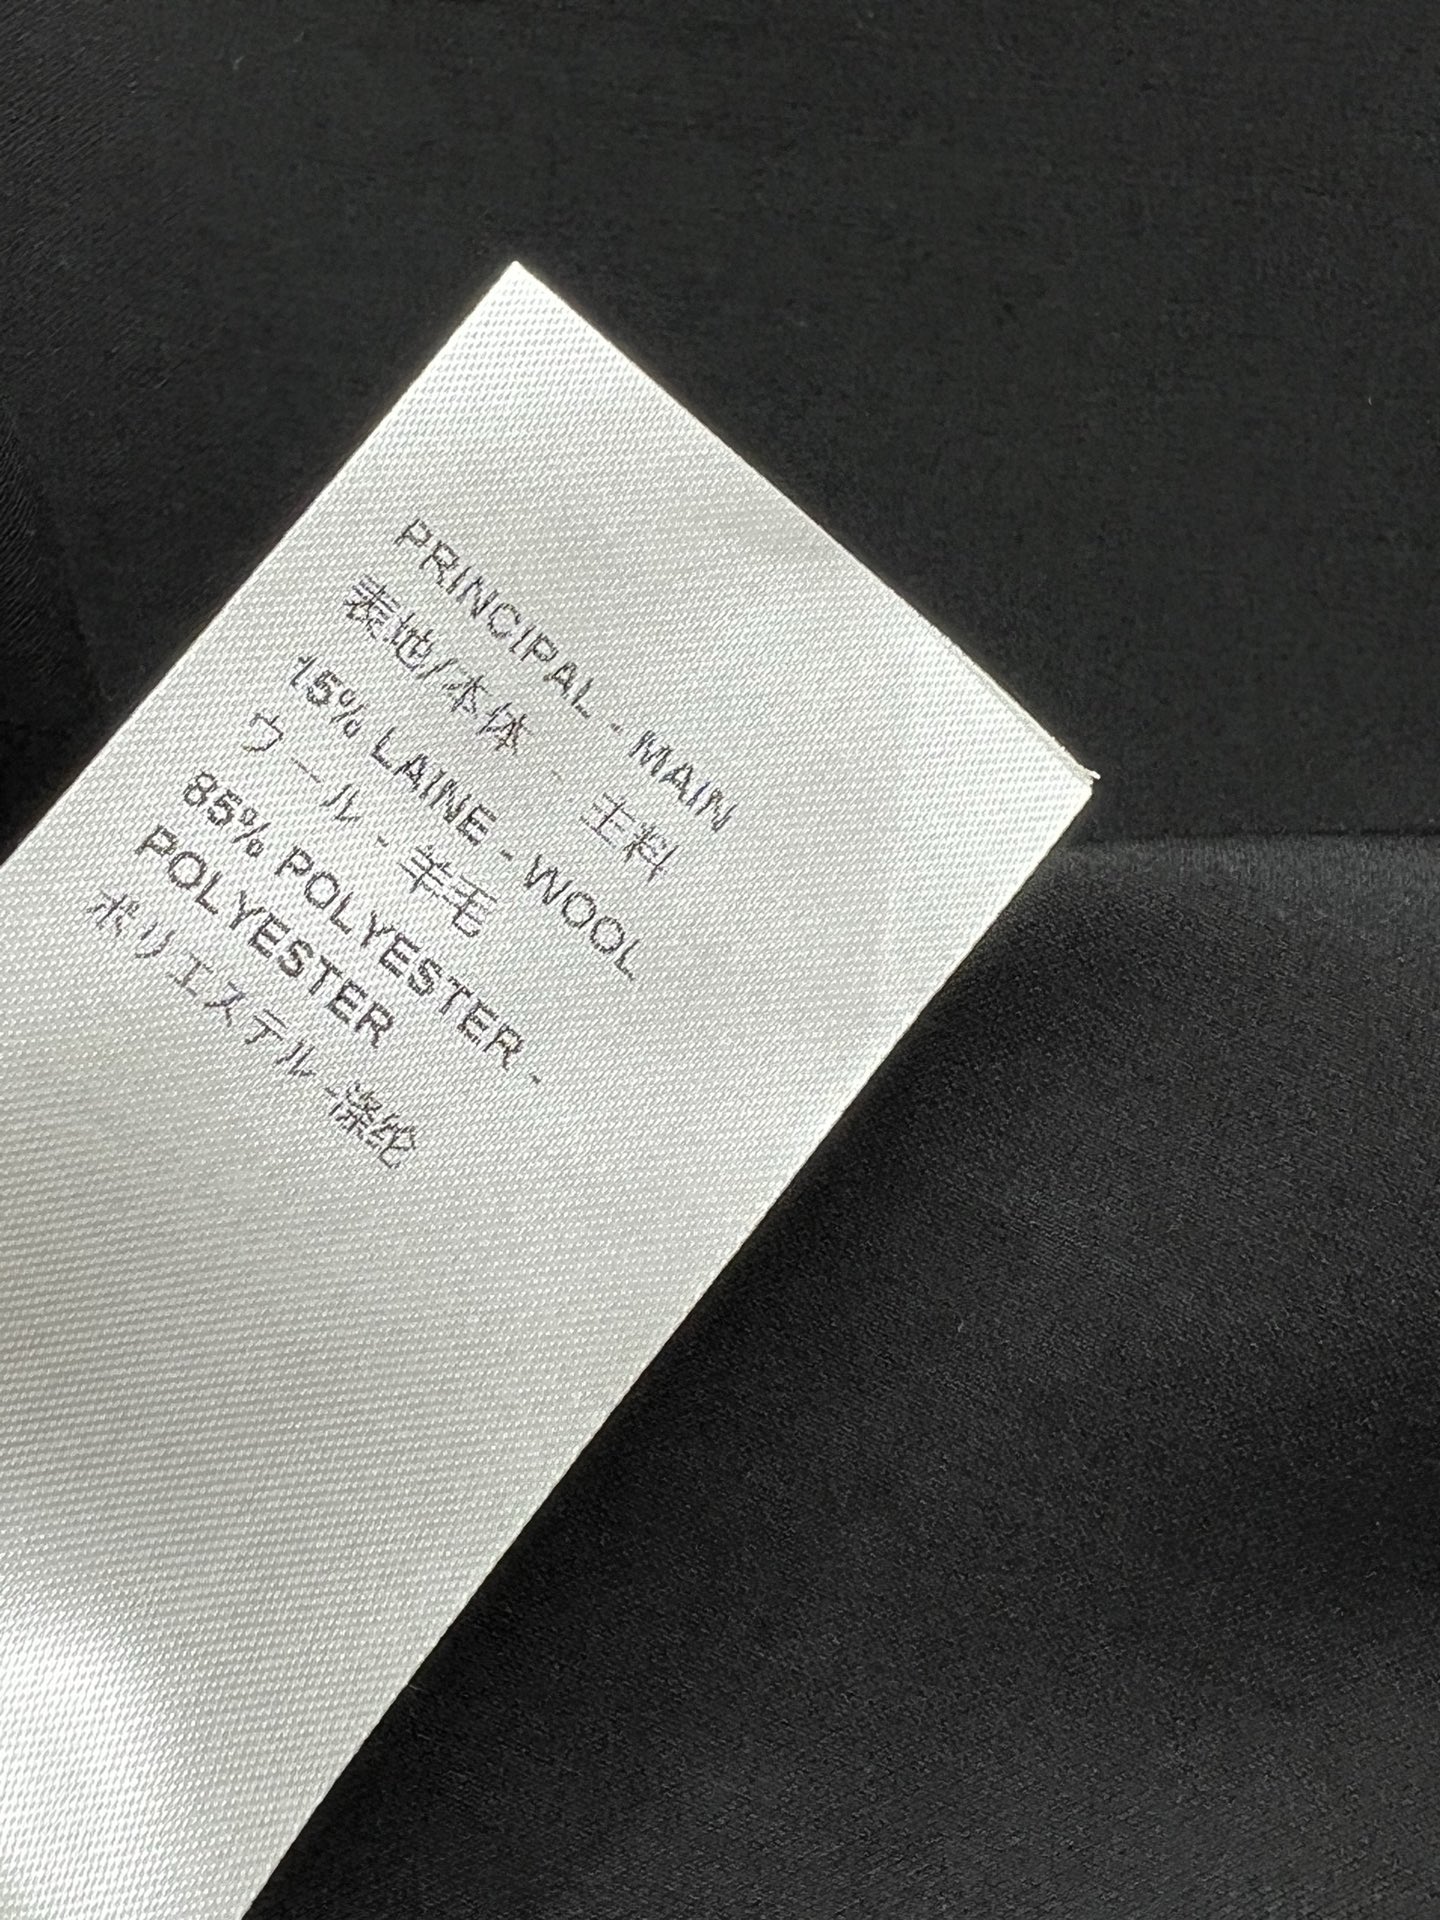 PRINCIPAL - MAIN
表地/本体 主料
15% LAINE - WOOL
ウール - 羊毛
85% POLYESTER -
POLYESTER
ポリエステル -涤纶